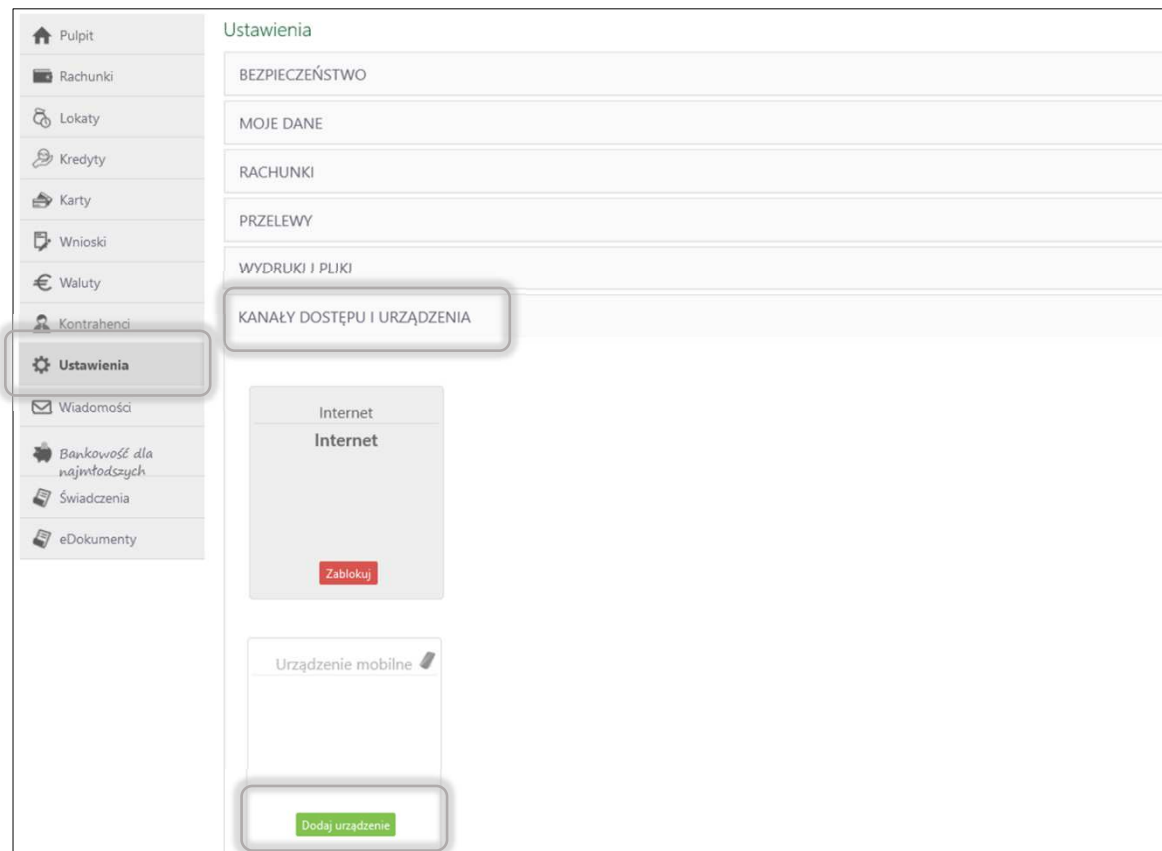 Pulpit
Rachunki
Lokaty
Kredyty
Karty
Wnioski
Waluty
Kontrahenci
Ustawienia
Wiadomości
Bankowość dla
najmłodszych
Świadczenia
eDokumenty
Ustawienia
BEZPIECZEŃSTWO
MOJE DANE
RACHUNKI
PRZELEWY
WYDRUKI I PLIKI
KANAŁY DOSTĘPU I URZĄDZENIA
Internet
Internet
Zablokuj
Urządzenie mobilne
Dodaj urządzenie